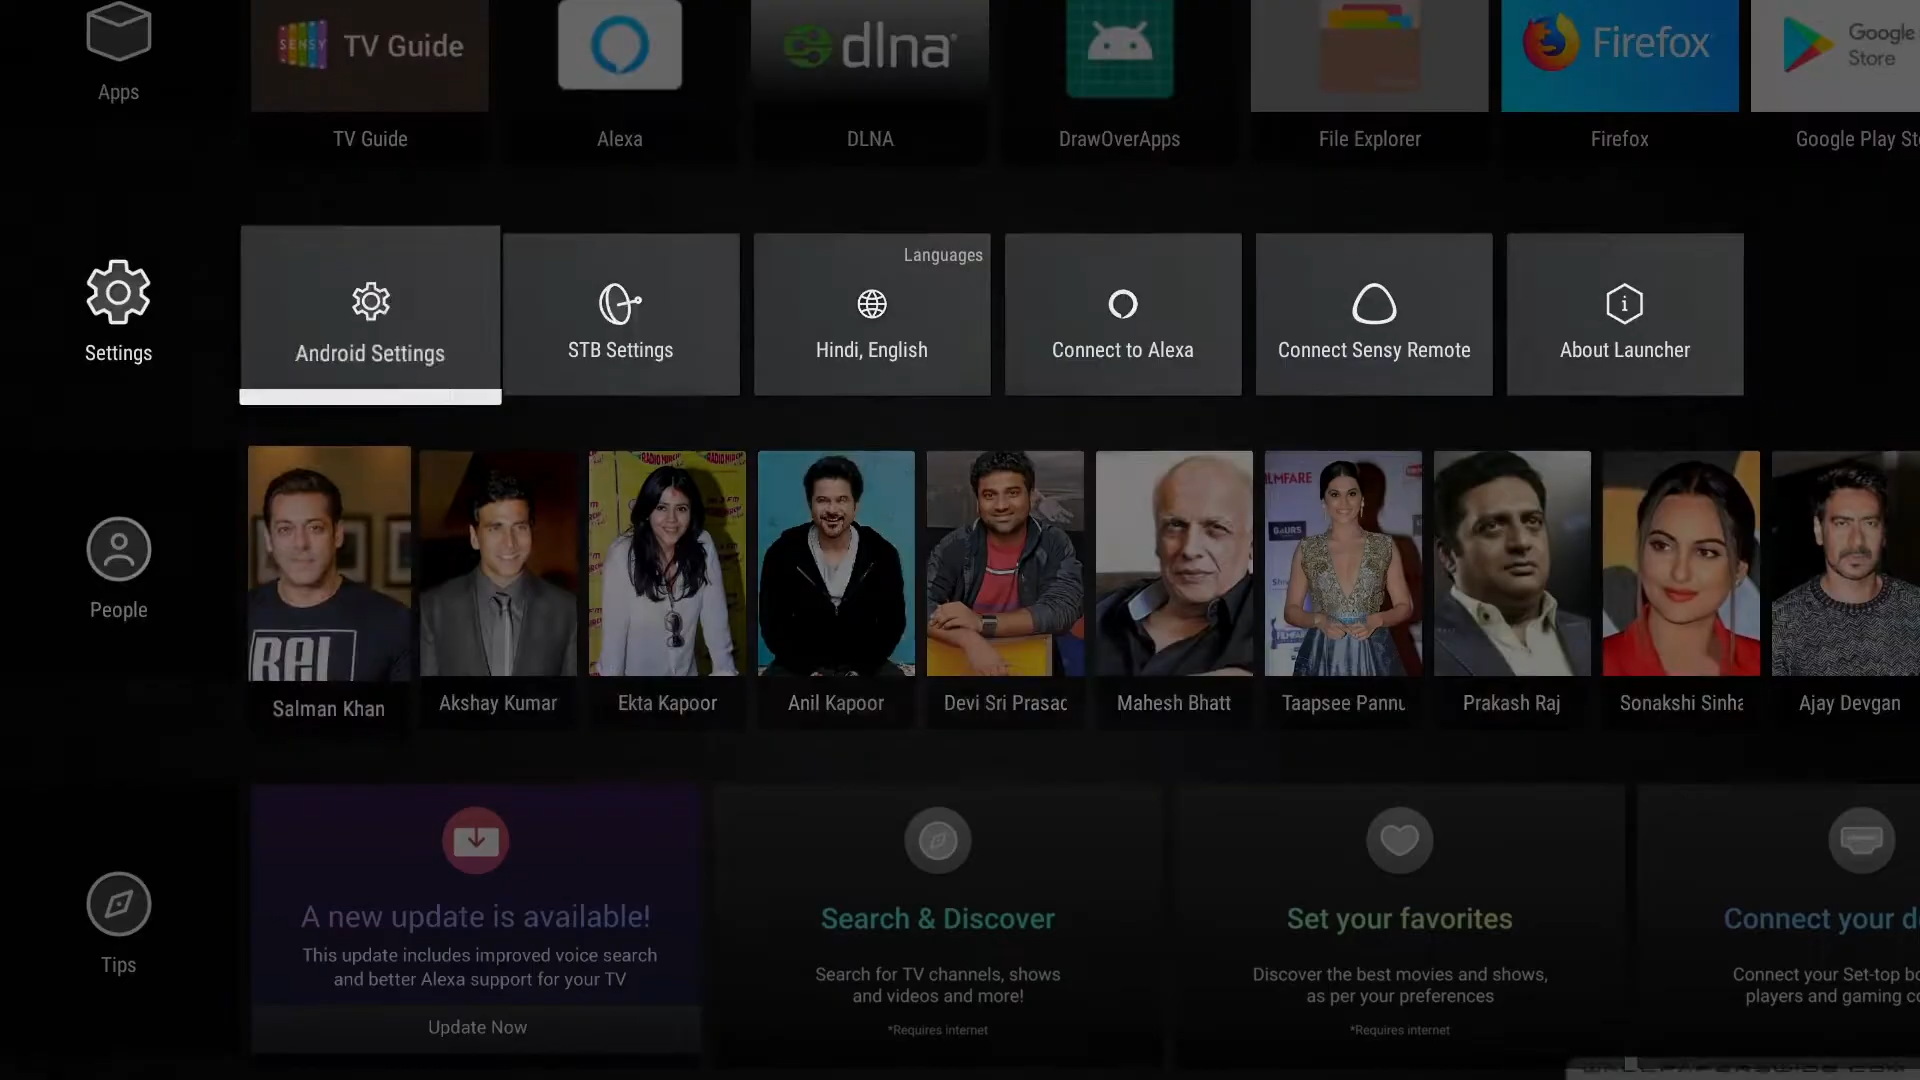 SENSY TV Guide
dlna
Firefox
Google
Store
Apps
TV Guide
Alexa
DLNA
DrawOverApps
File Explorer
Firefox
Google Play Sto
Languages
Settings
Android Settings
STB Settings
Hindi, English
Connect to Alexa
Connect Sensy Remote
About Launcher
FILMFARE
People
Salman Khan
Akshay Kumar
Ekta Kapoor
Anil Kapoor
Devi Sri Prasad
Mahesh Bhatt
Taapsee Pannu
Prakash Raj
Sonakshi Sinha
Ajay Devgan
Tips
A new update is available!
This update includes improved voice search
and better Alexa support for your TV
Update Now
Search & Discover
Search for TV channels, shows
and videos and more!
*Requires internet
Set your favorites
Discover the best movies and shows,
as per your preferences
*Requires internet
Connect your d
Connect your Set-top bo
players and gaming co